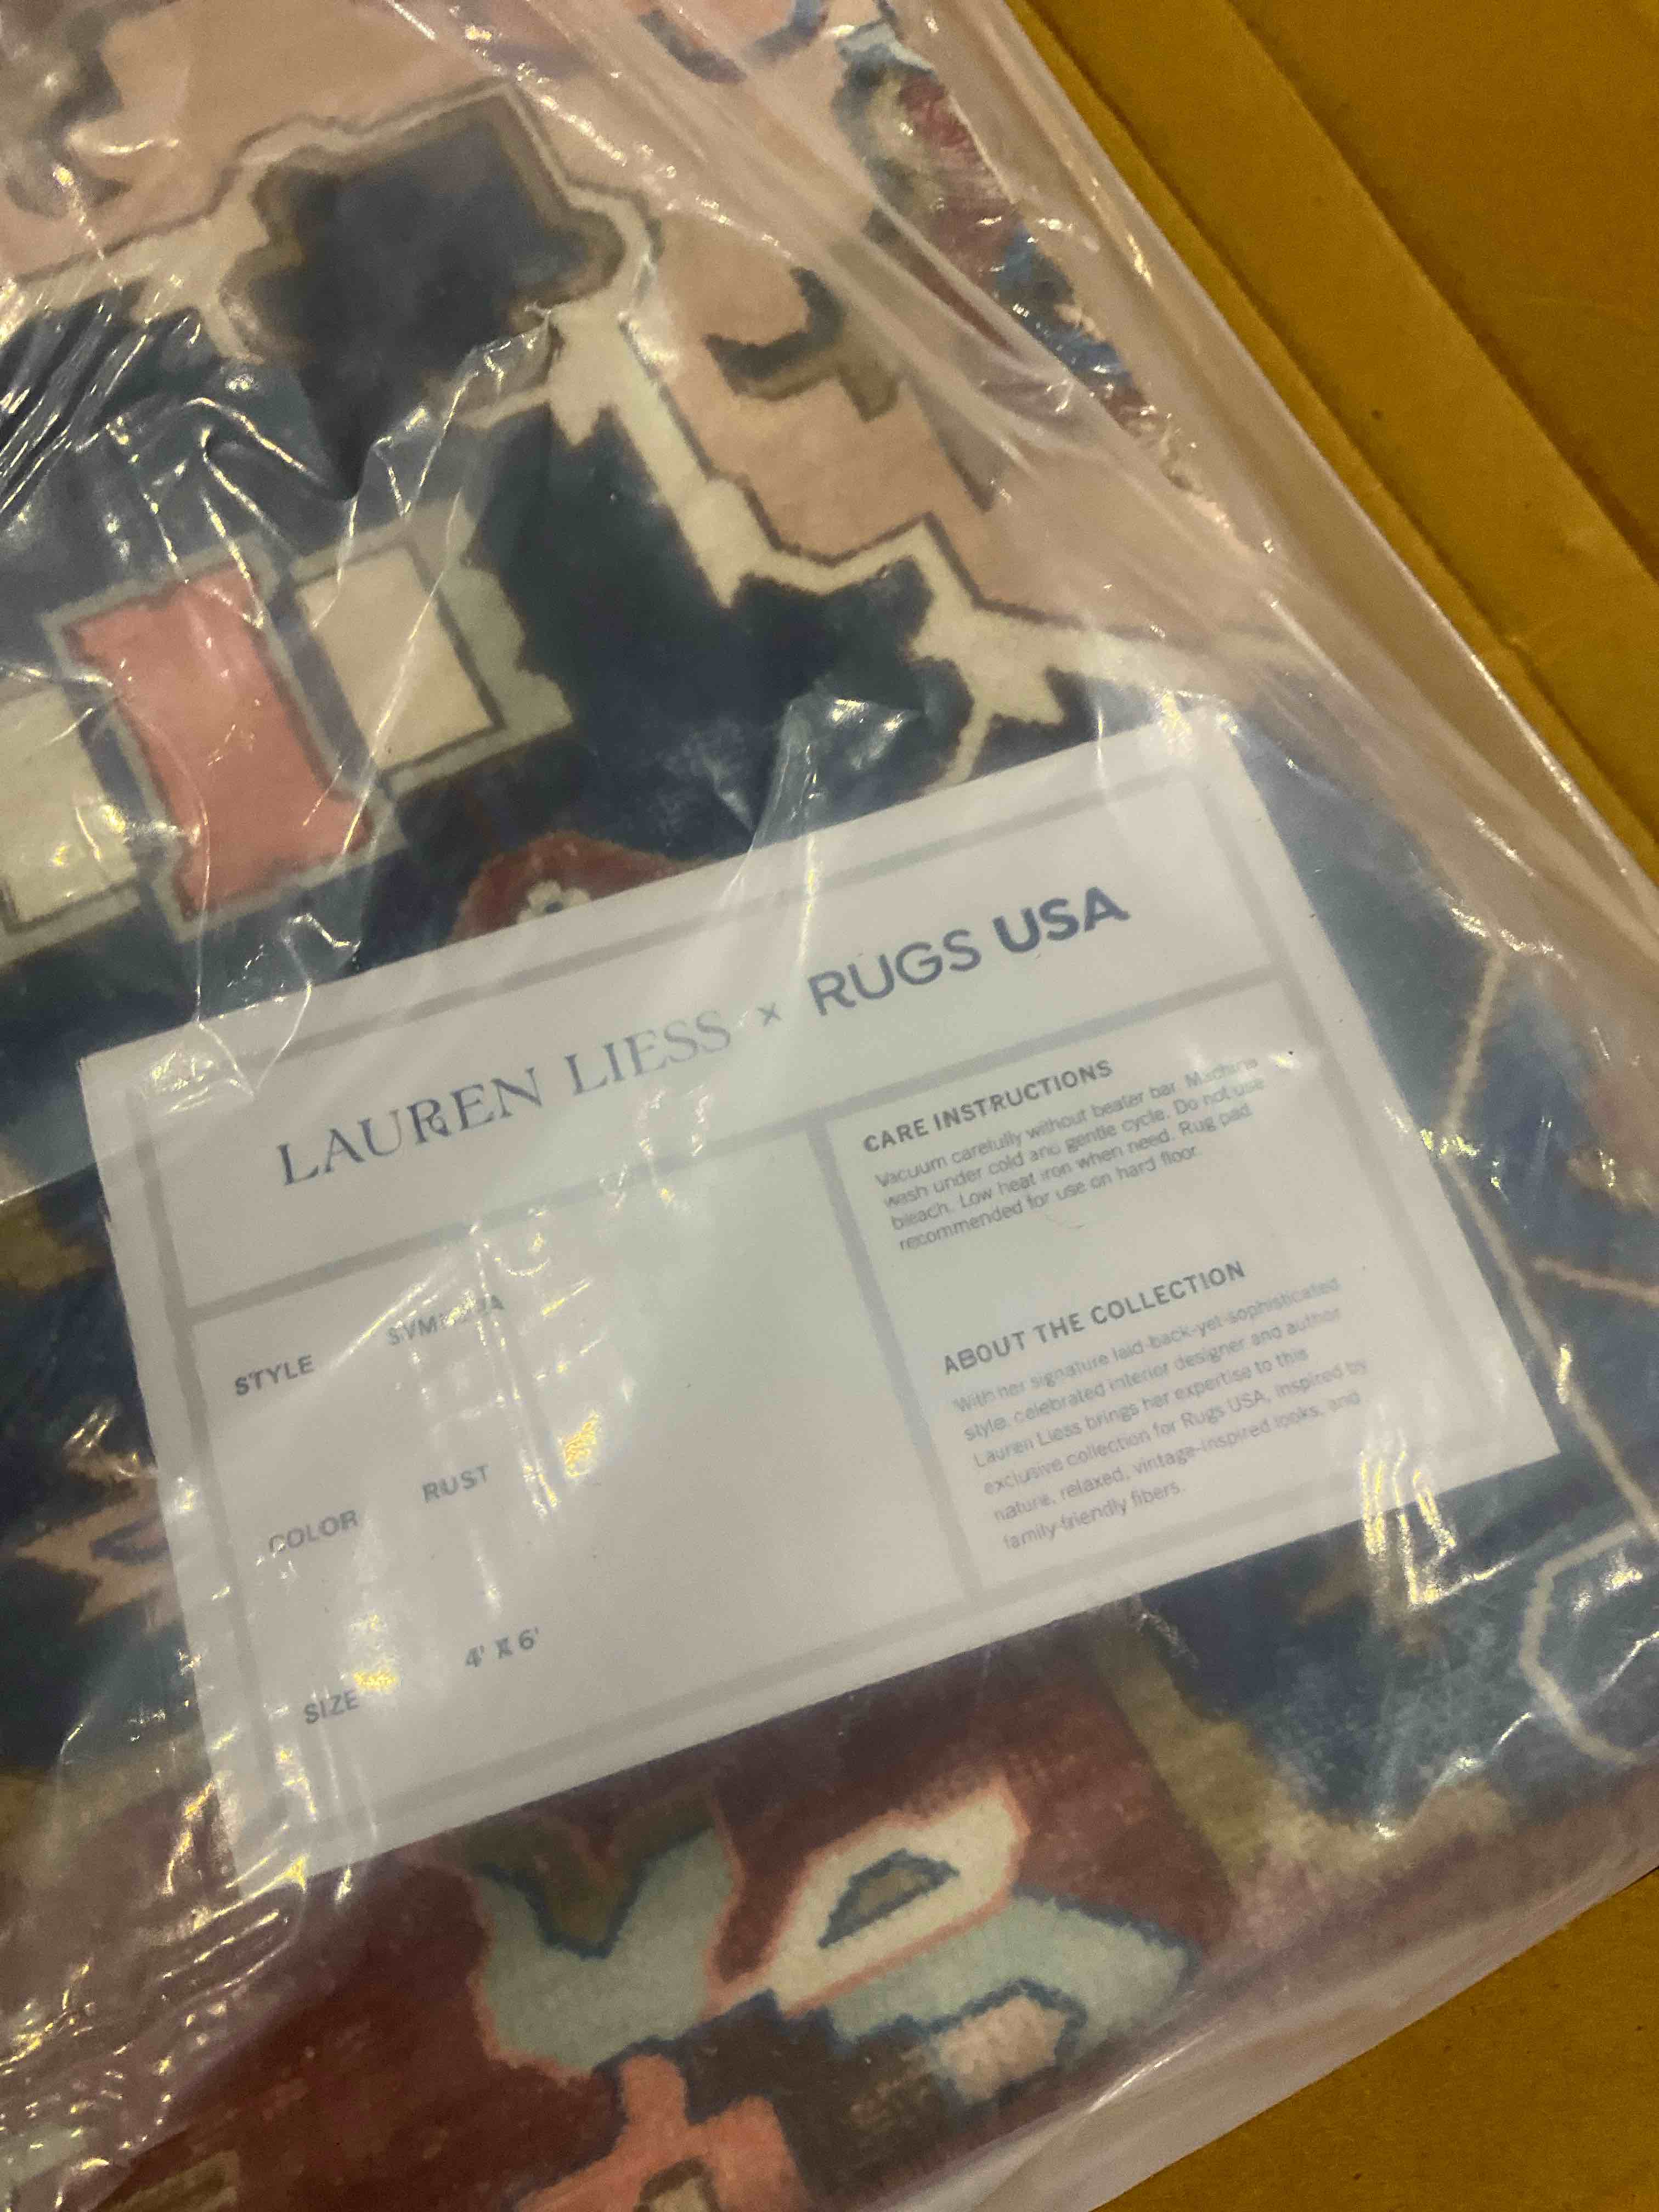 LAUREN LIESS × RUGS USA
STYLE
COLOR RUST
SIZE 4' X 6'
CARE INSTRUCTIONS
Vacuum carefully without beater bar. Machine
wash under cold and gentle cycle. Do not use
bleach. Low heat iron when need. Rug pad
recommended for use on hard floor.
ABOUT THE COLLECTION
With her signature laid-back-yet-sophisticated
style, celebrated interior designer and author
Lauren Liess brings her expertise to this
exclusive collection for Rugs USA, inspired by
nature, relaxed, vintage-inspired looks, and
family-friendly fibers.